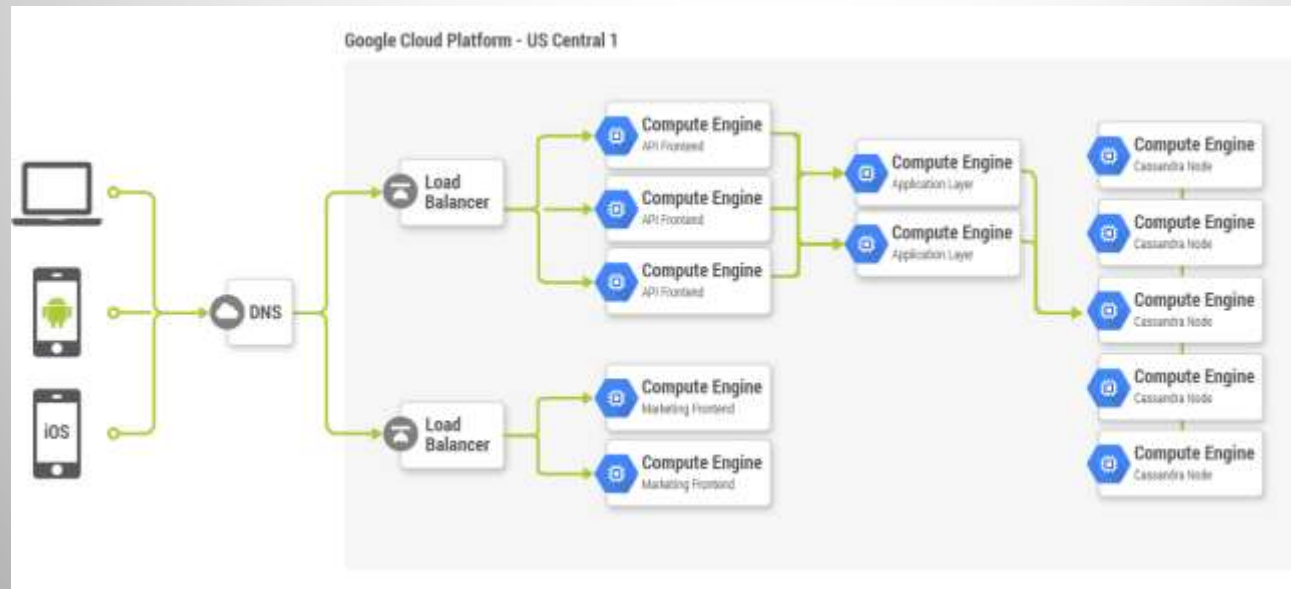 Google Cloud Platform - US Central 1
Compute Engine
API Frontend
Compute Engine
API Frontend
Compute Engine
API Frontend
Load
Balancer
Compute Engine
Application Layer
Compute Engine
Application Layer
Compute Engine
Cassandra Node
Compute Engine
Cassandra Node
Compute Engine
Cassandra Node
Compute Engine
Cassandra Node
Compute Engine
Cassandra Node
DNS
iOS
Load
Balancer
Compute Engine
Marketing Frontend
Compute Engine
Marketing Frontend